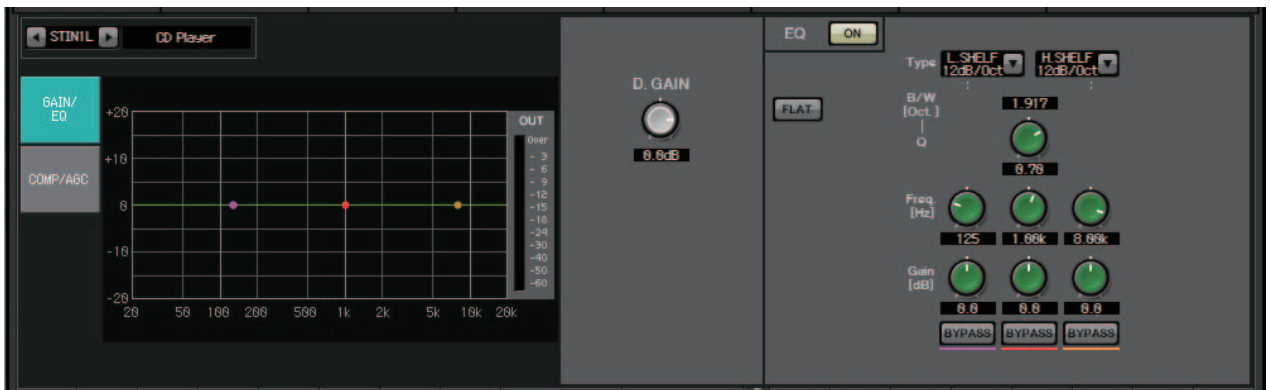 STIN1L
CD Player
GAIN/
EQ
COMP/AGC
+20
+10
0
-10
-20
20 50 100 200 500 1k 2k 5k 10k 20k
OUT
Over
- 3
- 6
- 9
-12
-15
-18
-24
-30
-40
-50
-60
D. GAIN
0.0dB
EQ
ON
FLAT
Type
L.SHELF
12dB/Oct
H.SHELF
12dB/Oct
B/W
[Oct.]
Q
1.917
0.70
Freq.
[Hz]
125 1.00k 8.00k
Gain
[dB]
0.0 0.0 0.0
BYPASS BYPASS BYPASS